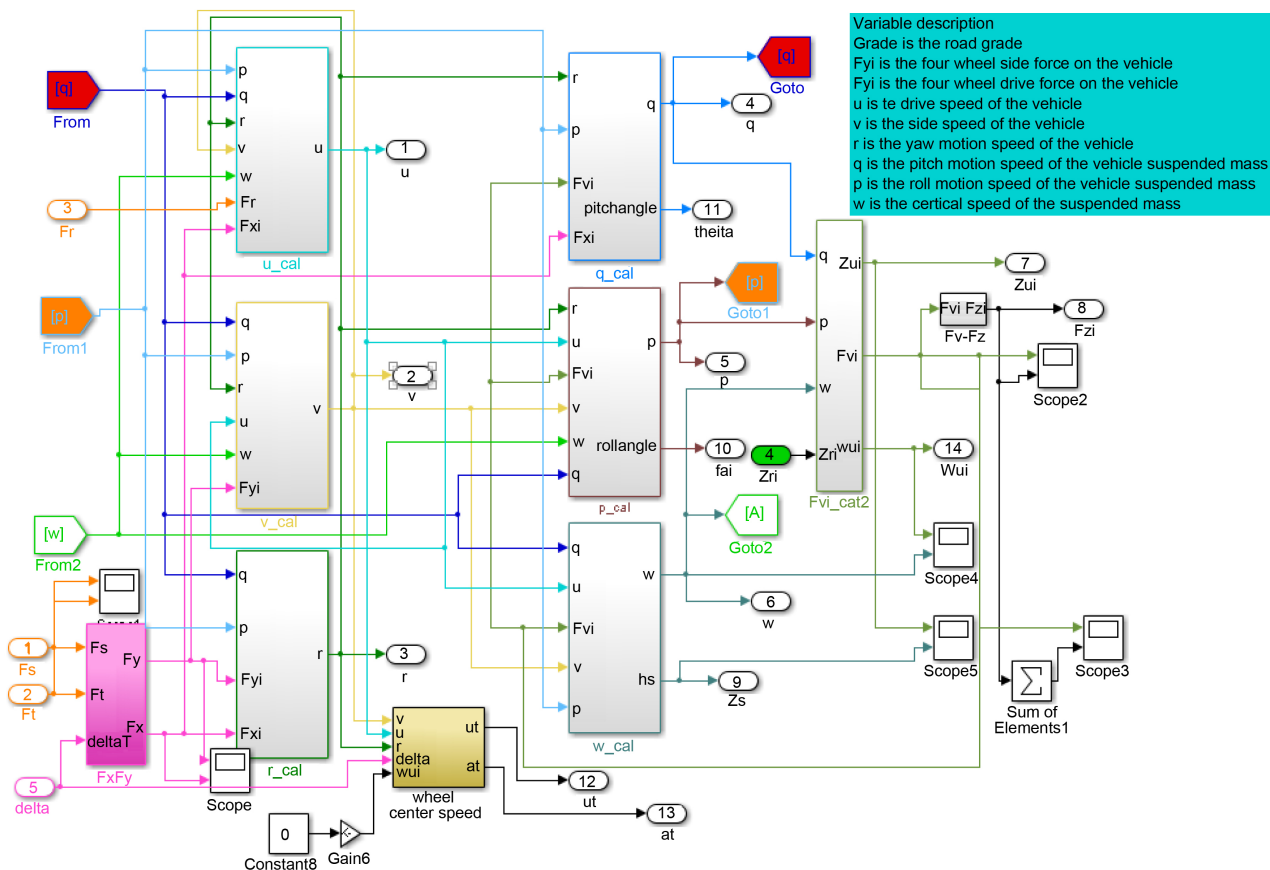 Variable description
Grade is the road grade
Fyi is the four wheel side force on the vehicle
Fyi is the four wheel drive force on the vehicle
u is te drive speed of the vehicle
v is the side speed of the vehicle
r is the yaw motion speed of the vehicle
q is the pitch motion speed of the vehicle suspended mass
p is the roll motion speed of the vehicle suspended mass
w is the certical speed of the suspended mass
[q]
From
3
Fr
[p]
From1
[w]
From2
1
Fs
2
Ft
5
delta
p
q
r
v
w
Fr
Fxi
u
u_cal
1
u
q
p
r
u
w
Fyi
v
v_cal
2
v
q
p
Fyi
Fxi
r
r_cal
3
r
Fs
Ft
deltaT
Fy
Fx
FxFy
Scope
0
Constant8
Gain6
v
u
r
delta
wui
ut
at
wheel
center speed
12
ut
13
at
r
p
Fvi
Fxi
q
pitchangle
q_cal
[q]
Goto
4
q
11
theita
r
u
Fvi
v
w
q
p
rollangle
p_cal
[p]
Goto1
5
p
10
fai
q
u
Fvi
v
p
w
hs
w_cal
[A]
Goto2
6
w
9
Zs
4
Zri
q
p
w
Zri
Zui
Fvi
wui
Fvi_cat2
7
Zui
Fvi Fzi
Fv-Fz
8
Fzi
Scope2
14
Wui
Scope4
Scope5
Scope3
Sum of
Elements1